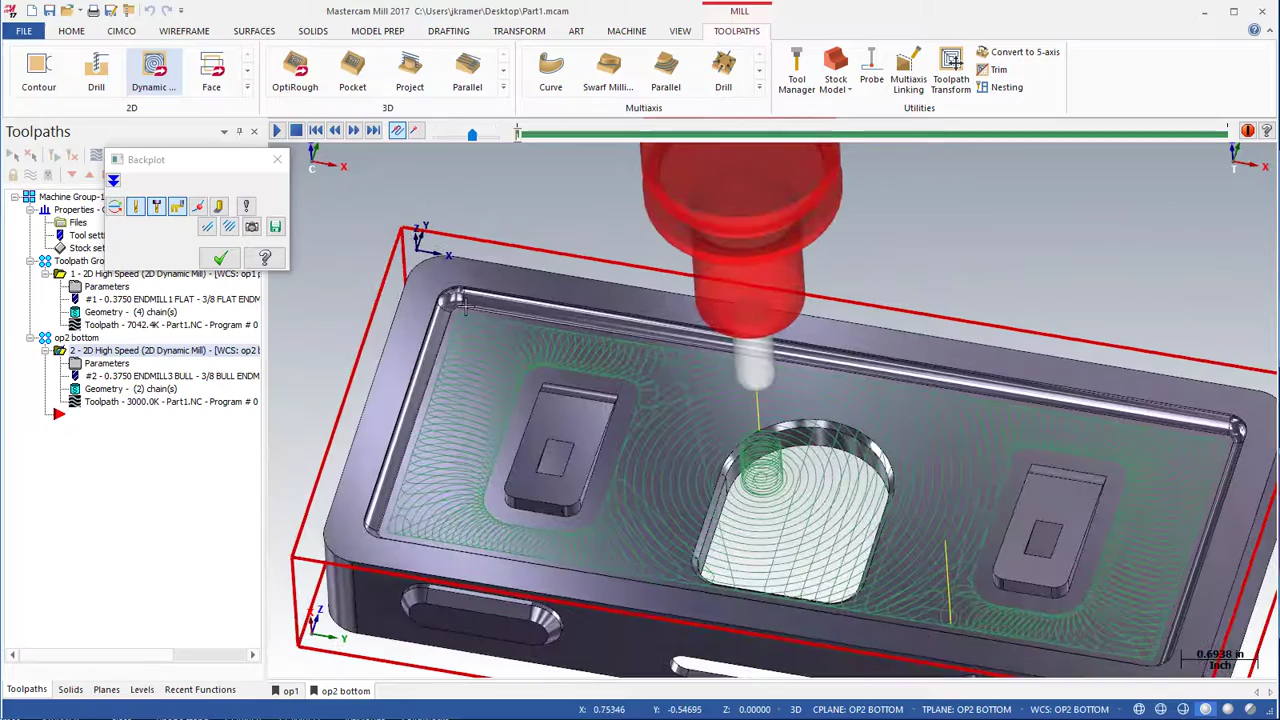 Mastercam Mill 2017 C:\Users\jkramer\Desktop\Part1.mcam
MILL
FILE HOME CIMCO WIREFRAME SURFACES SOLIDS MODEL PREP DRAFTING TRANSFORM ART MACHINE VIEW TOOLPATHS
Contour Drill Dynamic ... Face
2D
OptiRough Pocket Project Parallel
3D
Curve Swarf Milli... Parallel Drill
Multiaxis
Tool Manager
Stock Model
Probe
Multiaxis Linking
Toolpath Transform
Convert to 5-axis
Trim
Nesting
Utilities
Toolpaths
Backplot
Machine Group-1
Properties -
Files
Tool setti
Stock set
Toolpath Gro
1 - 2D High Speed (2D Dynamic Mill) - [WCS: op1
Parameters
#1 - 0.3750 ENDMILL1 FLAT - 3/8 FLAT ENDM
Geometry - (4) chain(s)
Toolpath - 7042.4K - Part1.NC - Program # 0
op2 bottom
2 - 2D High Speed (2D Dynamic Mill) - [WCS: op2 b
Parameters
#2 - 0.3750 ENDMILL3 BULL - 3/8 BULL ENDM
Geometry - (2) chain(s)
Toolpath - 3000.0K - Part1.NC - Program # 0
C X
X
Z Y
X
Z
Y
0.6938 in
Inch
Toolpaths Solids Planes Levels Recent Functions
op1 op2 bottom
X: 0.75346 Y: -0.54695 Z: 0.00000 3D CPLANE: OP2 BOTTOM TPLANE: OP2 BOTTOM WCS: OP2 BOTTOM